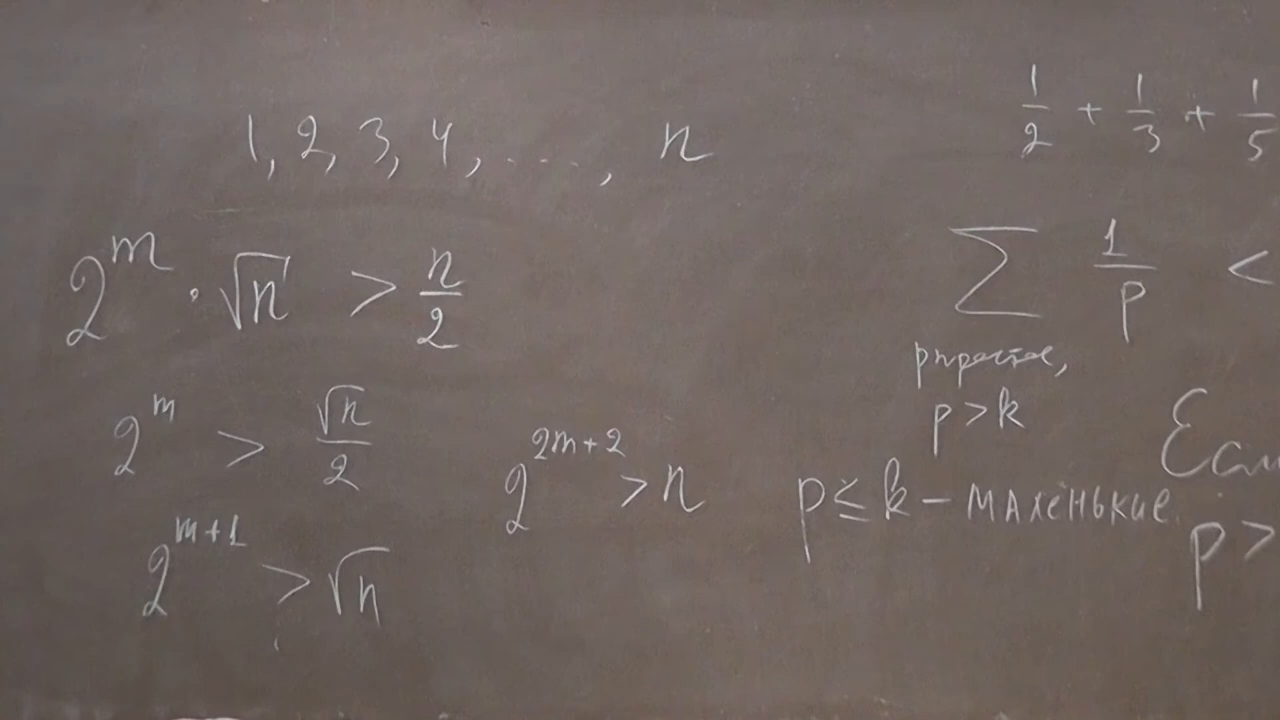 1, 2, 3, 4, ...., n
2^m · √n > n/2
2^m > √n/2
2^{m+1} > √n
2^{2m+2} > n
1/2 + 1/3 + 1/5
∑ 1/p <
p простое,
p > k
p ≤ k – маленькие
p >